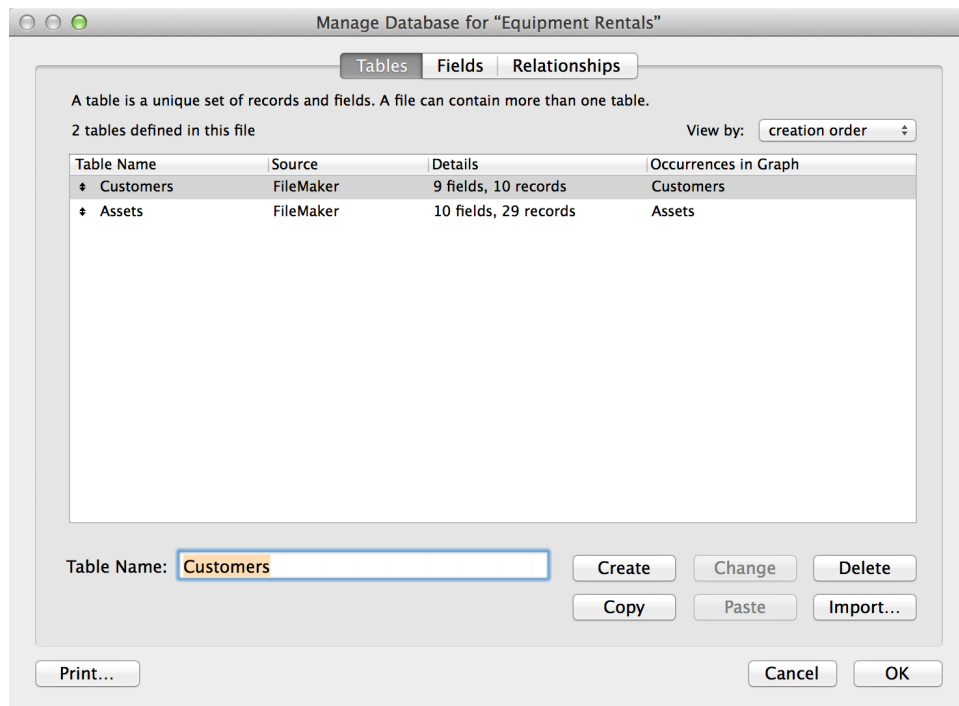 Manage Database for “Equipment Rentals”
Tables Fields Relationships
A table is a unique set of records and fields. A file can contain more than one table.
2 tables defined in this file View by: creation order
Table Name Source Details Occurrences in Graph
Customers FileMaker 9 fields, 10 records Customers
Assets FileMaker 10 fields, 29 records Assets
Table Name: Customers Create Change Delete
Copy Paste Import...
Print... Cancel OK